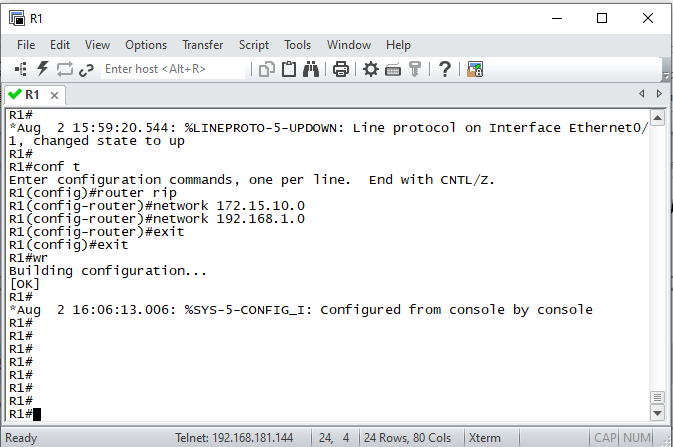 R1
File Edit View Options Transfer Script Tools Window Help
Enter host <Alt+R>
R1
R1#
*Aug  2 15:59:20.544: %LINEPROTO-5-UPDOWN: Line protocol on Interface Ethernet0/
1, changed state to up
R1#
R1#conf t
Enter configuration commands, one per line.  End with CNTL/Z.
R1(config)#router rip
R1(config-router)#network 172.15.10.0
R1(config-router)#network 192.168.1.0
R1(config-router)#exit
R1(config)#exit
R1#wr
Building configuration...
[OK]
R1#
*Aug  2 16:06:13.006: %SYS-5-CONFIG_I: Configured from console by console
R1#
R1#
R1#
R1#
R1#
R1#
R1#
R1#
Ready Telnet: 192.168.181.144 24, 4 24 Rows, 80 Cols Xterm CAP NUM